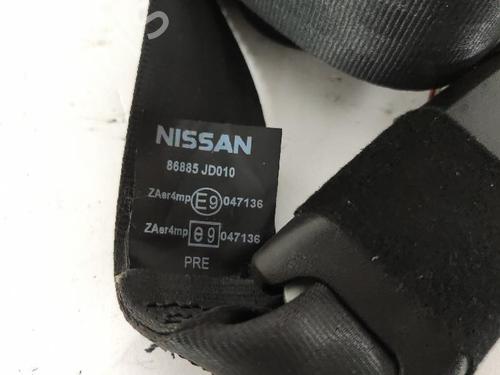 NISSAN
86885 JD010
ZAer4mp E9 047136
ZAer4mp e9 047136
PRE